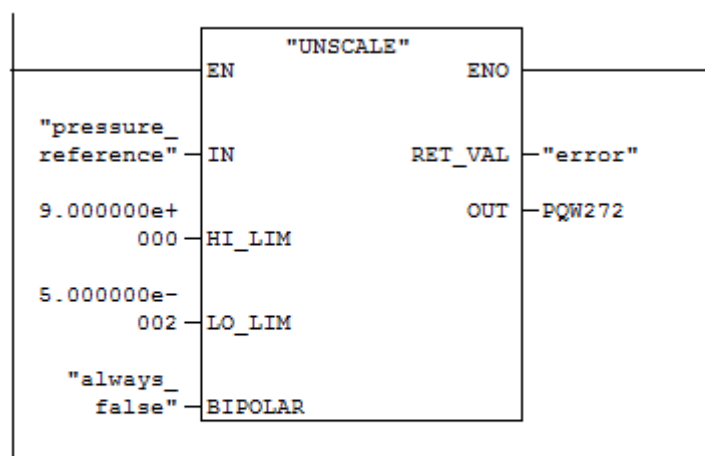 "UNSCALE"
EN ENO
"pressure_
reference" IN RET_VAL "error"
9.000000e+ OUT PQW272
000 HI_LIM
5.000000e-
002 LO_LIM
"always_
false" BIPOLAR